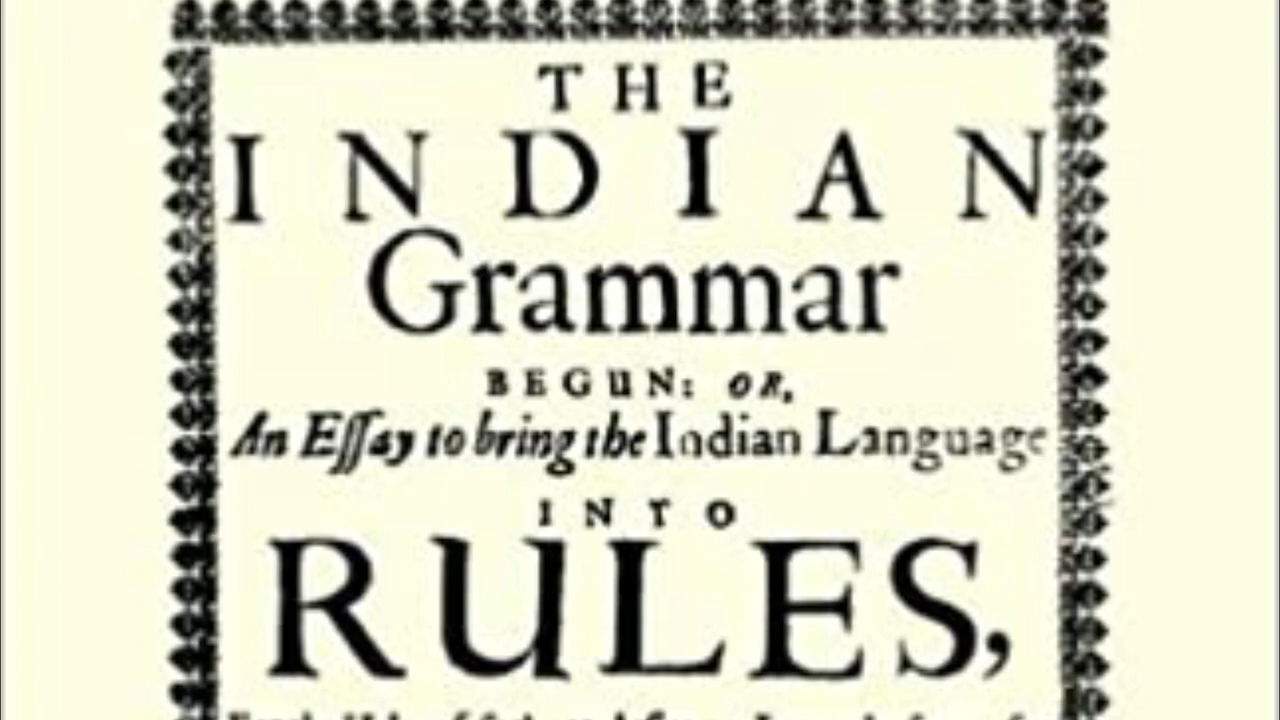 THE
INDIAN
Grammar
BEGUN: OR,
An Eſſay to bring the Indian Language
INTO
RULES,